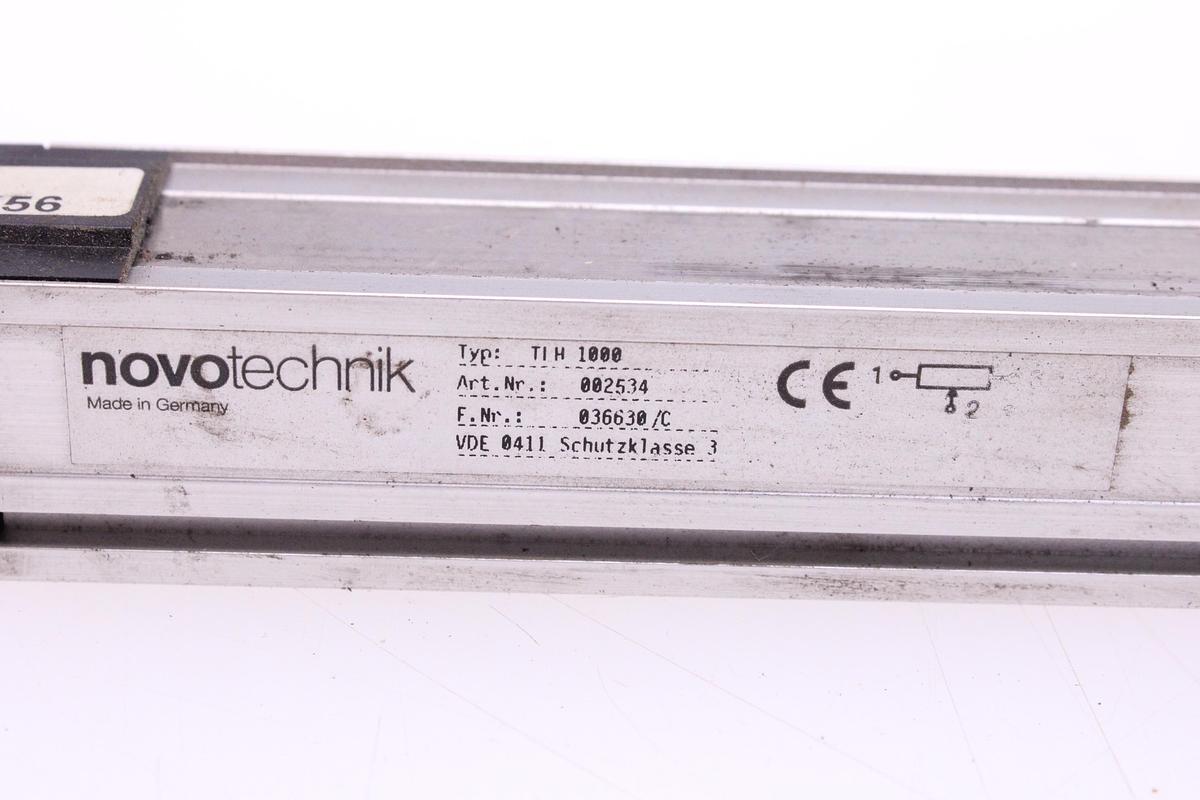 56
novotechnik
Made in Germany
Typ: TLH 1000
Art.Nr.: 002534
F.Nr.: 036630/C
VDE 0411 Schutzklasse 3
CE
1
2